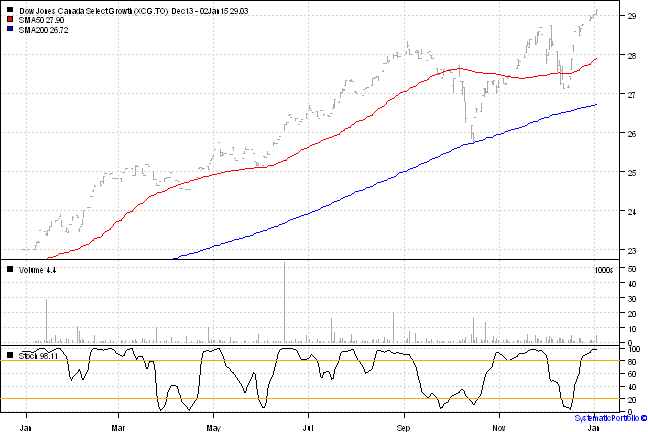 Dow Jones Canada Select Growth (XCG.TO) Dec13 - 02Jan15 29.03
SMA50 27.90
SMA200 26.72
29
28
27
26
25
24
23
Volume 4.4
1000s
50
40
30
20
10
0
Stoch 98.11
100
80
60
40
20
0
Jan
Mar
May
Jul
Sep
Nov
Jan
SystematicPortfolio ©